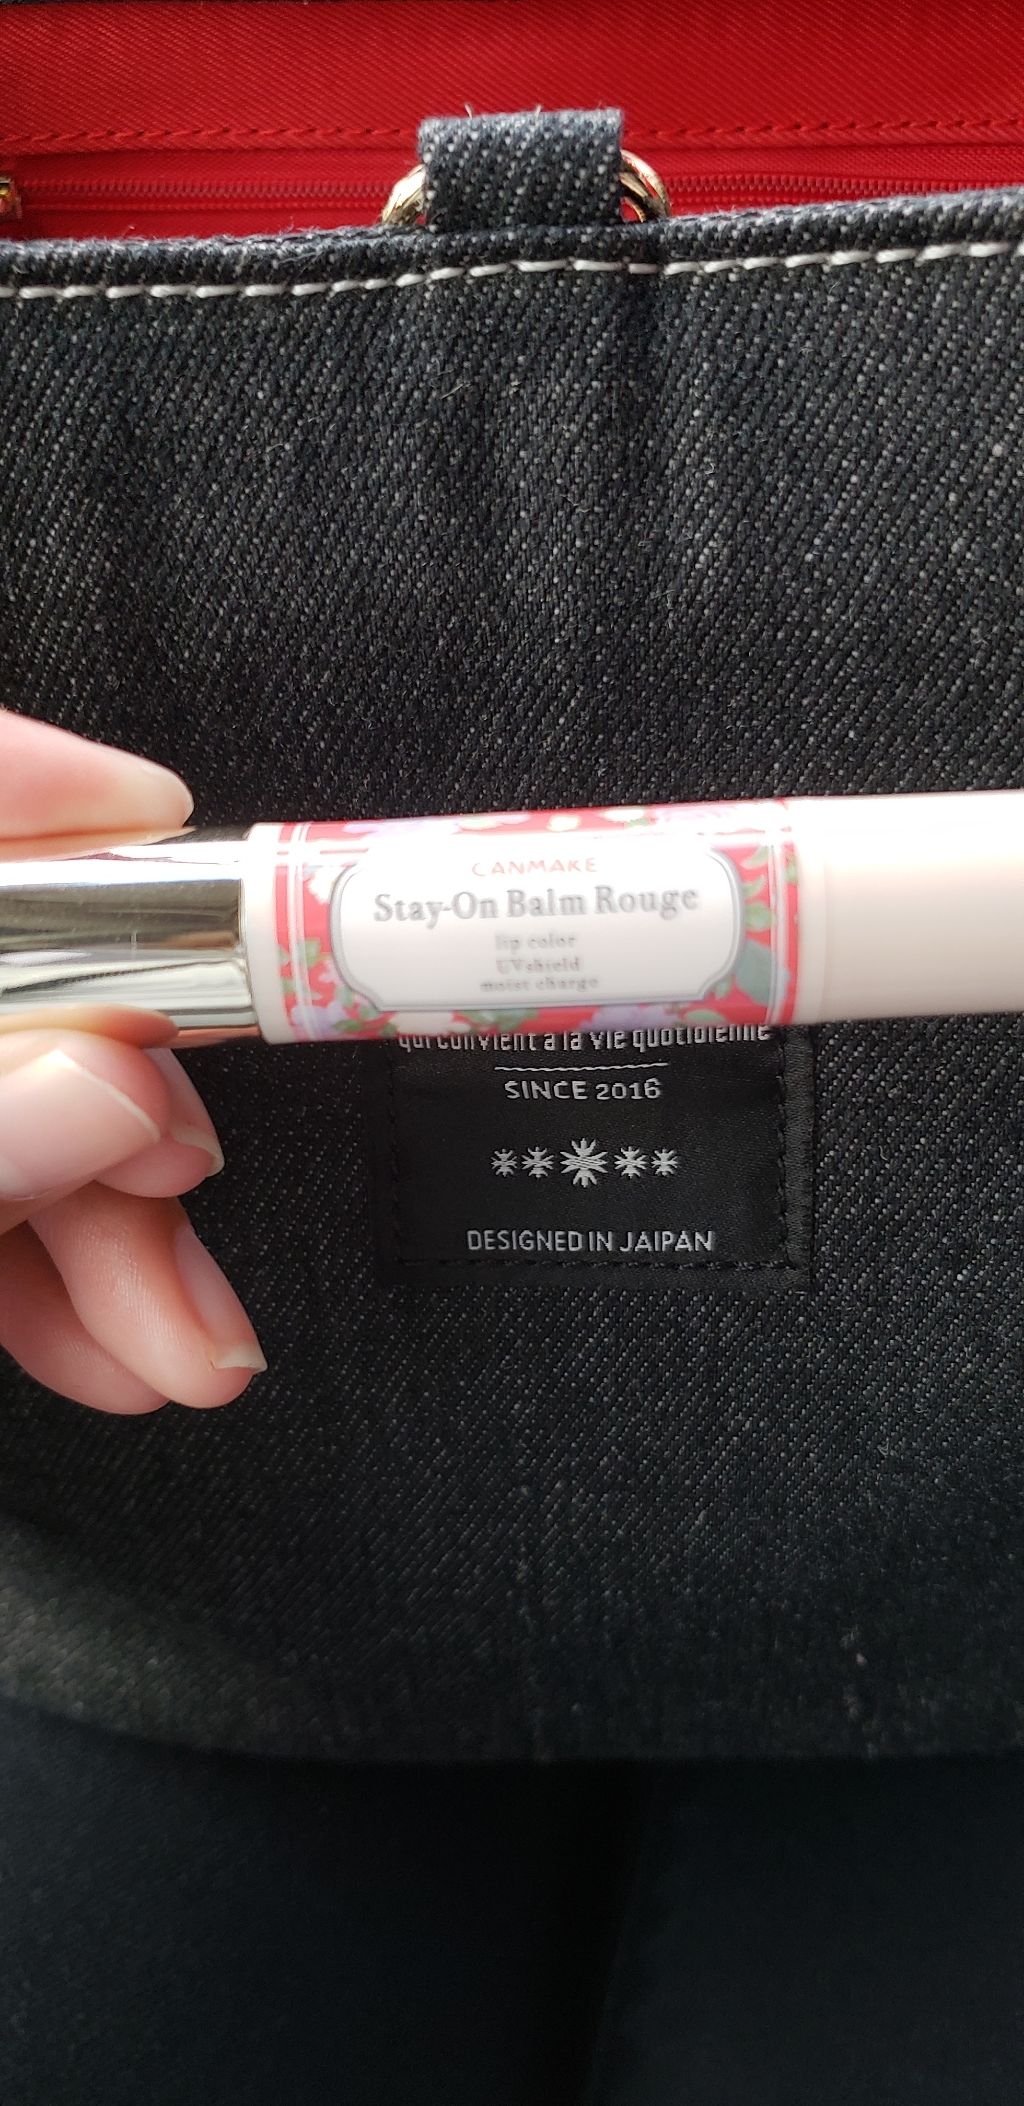 CANMAKE
Stay-On Balm Rouge
lip color
UVshield
moist charge
qui convient a la vie quotidienne
SINCE 2016
DESIGNED IN JAIPAN